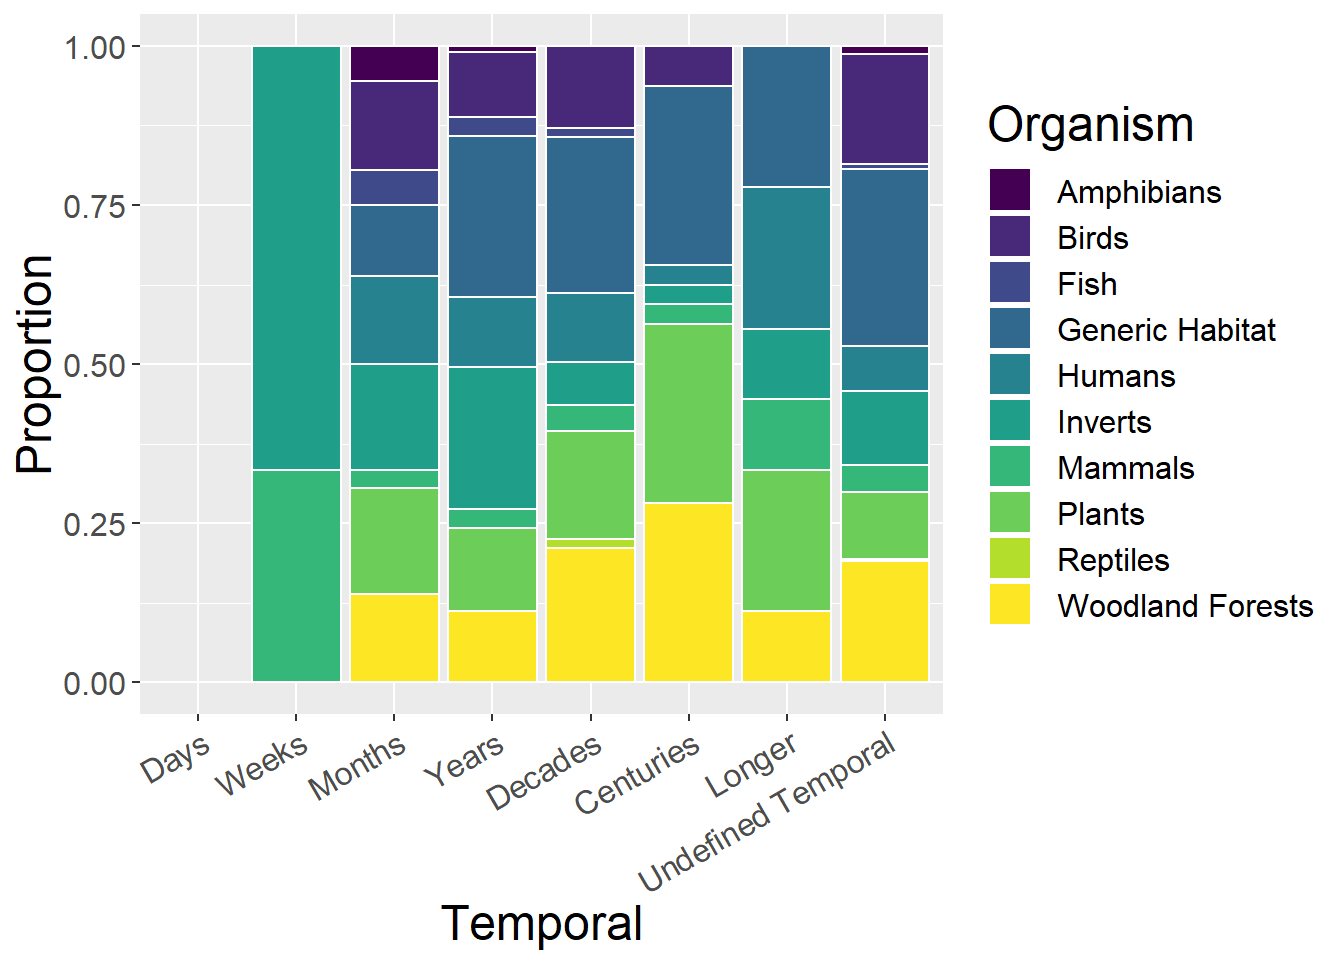 1.00
0.75
0.50
0.25
0.00
Proportion
Days
Weeks
Months
Years
Decades
Centuries
Longer
Undefined Temporal
Temporal
Organism
Amphibians
Birds
Fish
Generic Habitat
Humans
Inverts
Mammals
Plants
Reptiles
Woodland Forests